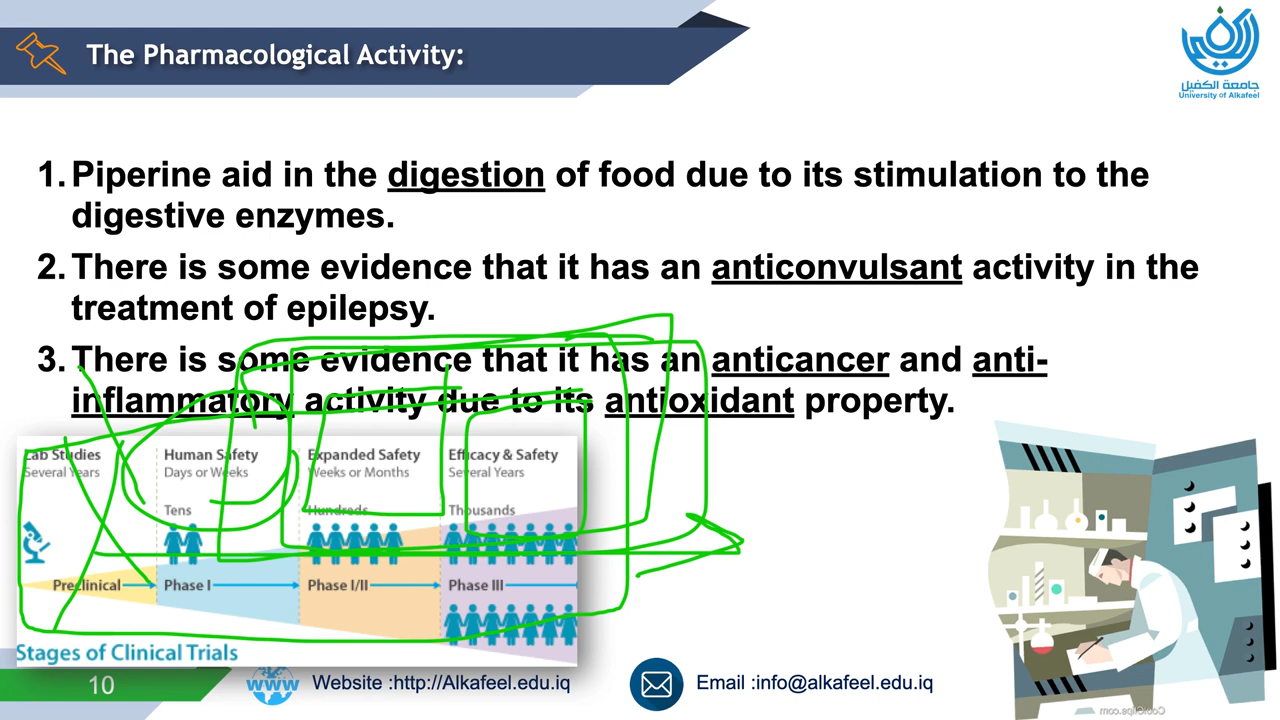 The Pharmacological Activity:
جامعة الكفيل
University of Alkafeel
1. Piperine aid in the digestion of food due to its stimulation to the
digestive enzymes.
2. There is some evidence that it has an anticonvulsant activity in the
treatment of epilepsy.
3. There is some evidence that it has an anticancer and anti-
inflammatory activity due to its antioxidant property.
Lab Studies
Several Years
Human Safety
Days or Weeks
Expanded Safety
Weeks or Months
Efficacy & Safety
Several Years
Tens
Hundreds
Thousands
Preclinical
Phase I
Phase I/II
Phase III
Stages of Clinical Trials
10
WWW
Website :http://Alkafeel.edu.iq
Email :info@alkafeel.edu.iq
CoolClips.com